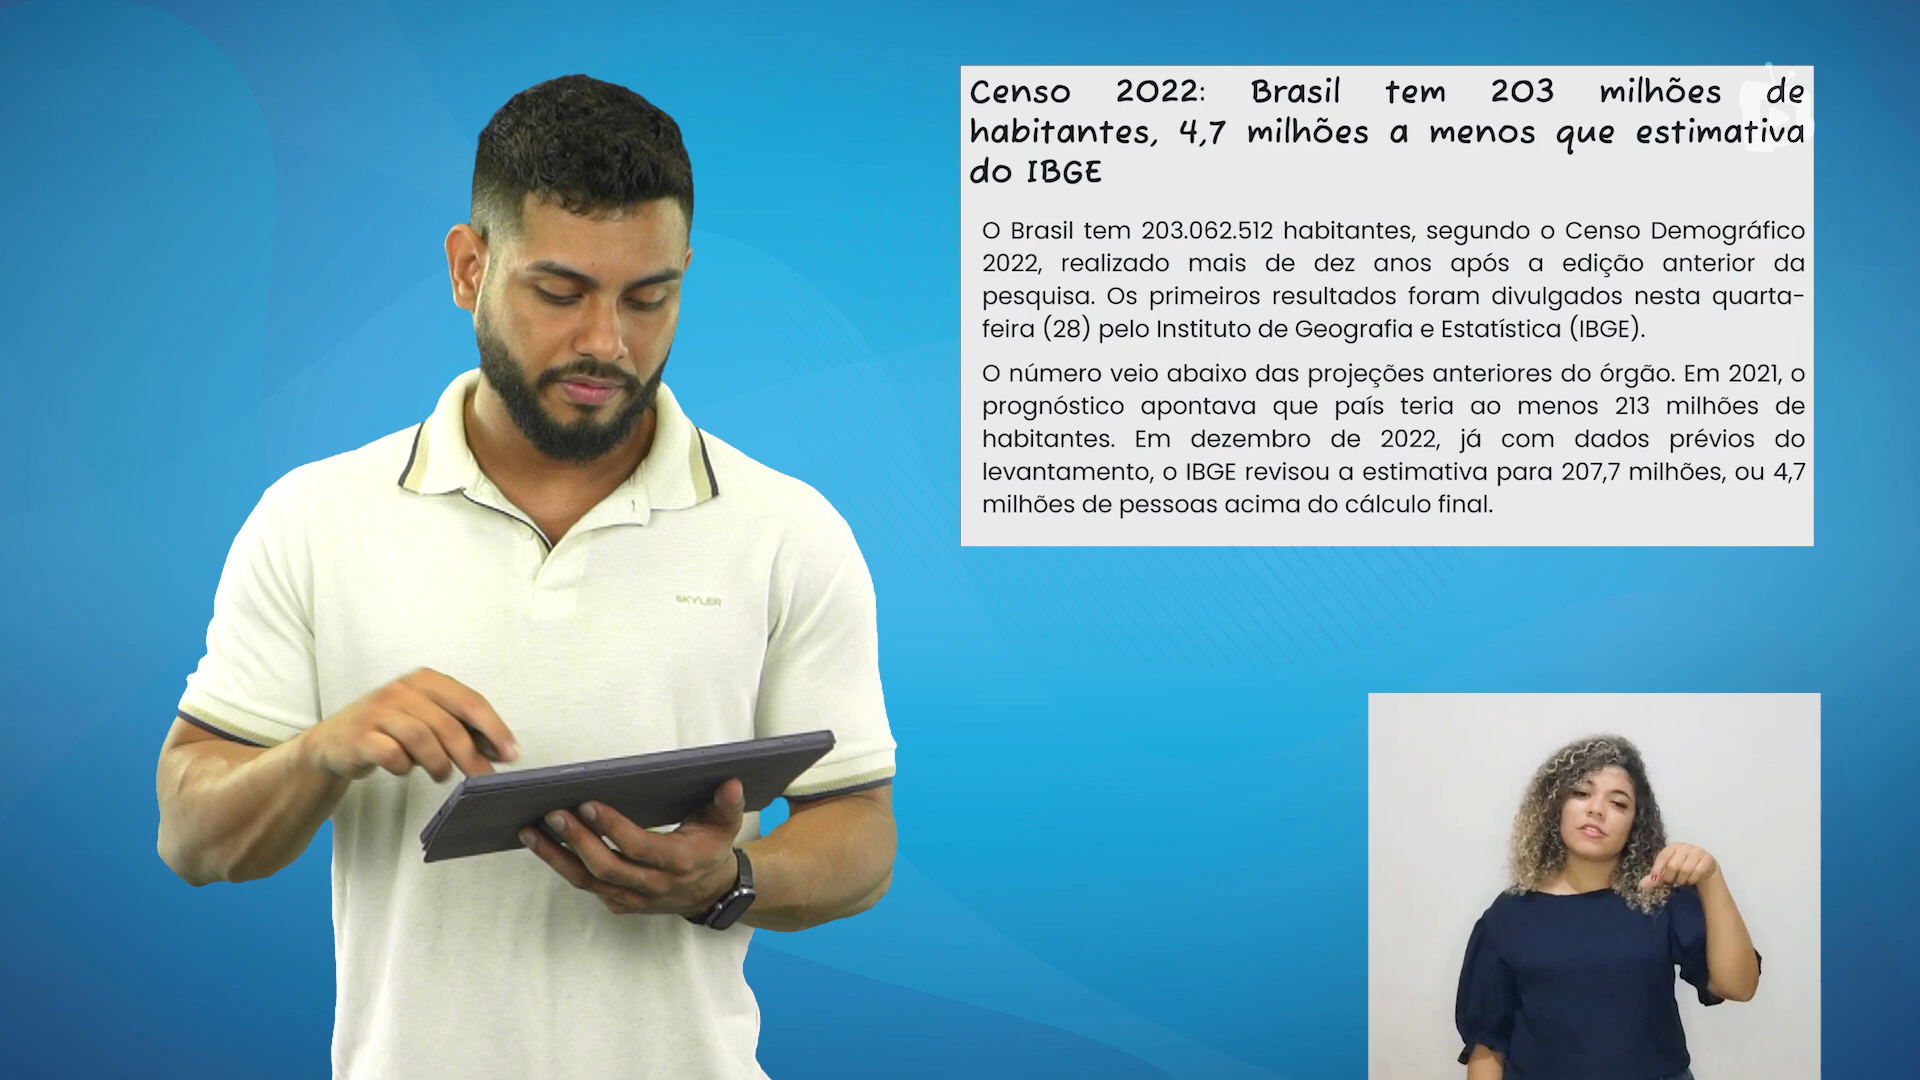 Censo 2022: Brasil tem 203 milhões de
habitantes, 4,7 milhões a menos que estimativa
do IBGE
O Brasil tem 203.062.512 habitantes, segundo o Censo Demográfico
2022, realizado mais de dez anos após a edição anterior da
pesquisa. Os primeiros resultados foram divulgados nesta quarta-
feira (28) pelo Instituto de Geografia e Estatística (IBGE).
O número veio abaixo das projeções anteriores do órgão. Em 2021, o
prognóstico apontava que país teria ao menos 213 milhões de
habitantes. Em dezembro de 2022, já com dados prévios do
levantamento, o IBGE revisou a estimativa para 207,7 milhões, ou 4,7
milhões de pessoas acima do cálculo final.
SKYLER